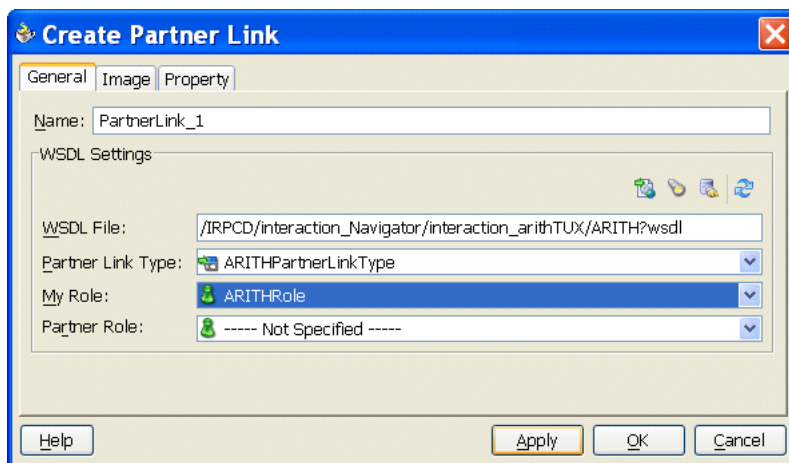 Create Partner Link
General Image Property
Name: PartnerLink_1
WSDL Settings
WSDL File: /IRPCD/interaction_Navigator/interaction_arithTUX/ARITH?wsdl
Partner Link Type: ARITHPartnerLinkType
My Role: ARITHRole
Partner Role: ----- Not Specified -----
Help Apply OK Cancel